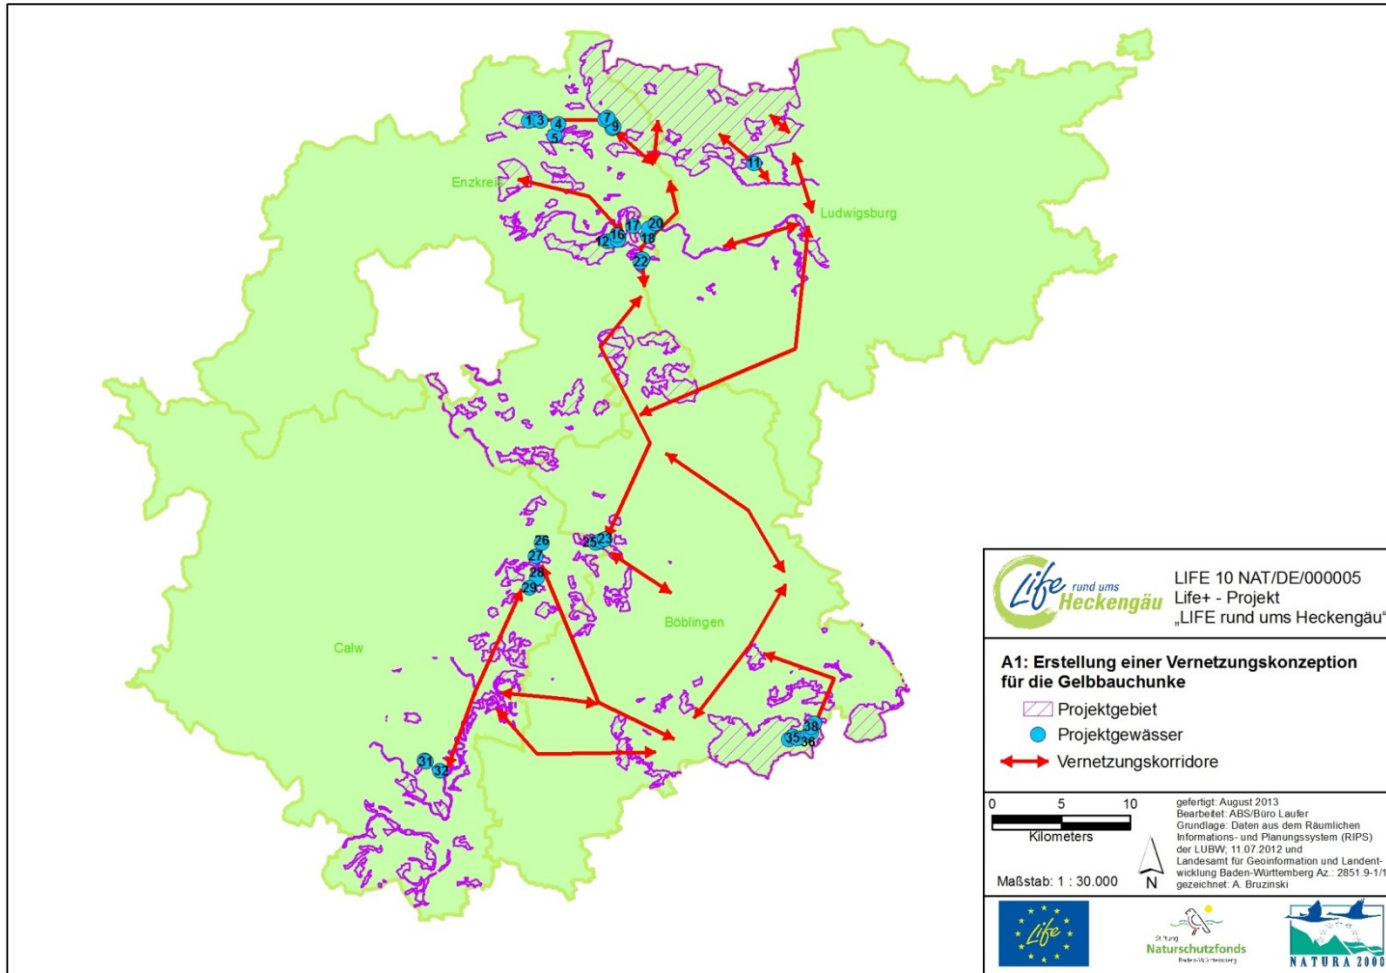 1 3 4 7
5 9
11
Enzkreis
Ludwigsburg
17 20
12 16 18
22
26 25 23
27
28
29
Böblingen
Calw
38
35 36
31
32
Life rund ums
Heckengäu
LIFE 10 NAT/DE/000005
Life+ - Projekt
„LIFE rund ums Heckengäu“
A1: Erstellung einer Vernetzungskonzeption
für die Gelbbauchunke
Projektgebiet
Projektgewässer
Vernetzungskorridore
0 5 10
Kilometers
Maßstab: 1 : 30.000
N
gefertigt: August 2013
Bearbeitet: ABS/Büro Laufer
Grundlage: Daten aus dem Räumlichen
Informations- und Planungssystem (RIPS)
der LUBW; 11.07.2012 und
Landesamt für Geoinformation und Landent-
wicklung Baden-Württemberg Az.: 2851.9-1/1
gezeichnet: A. Bruzinski
Life
Stiftung
Naturschutzfonds
Baden-Württemberg
NATURA 2000